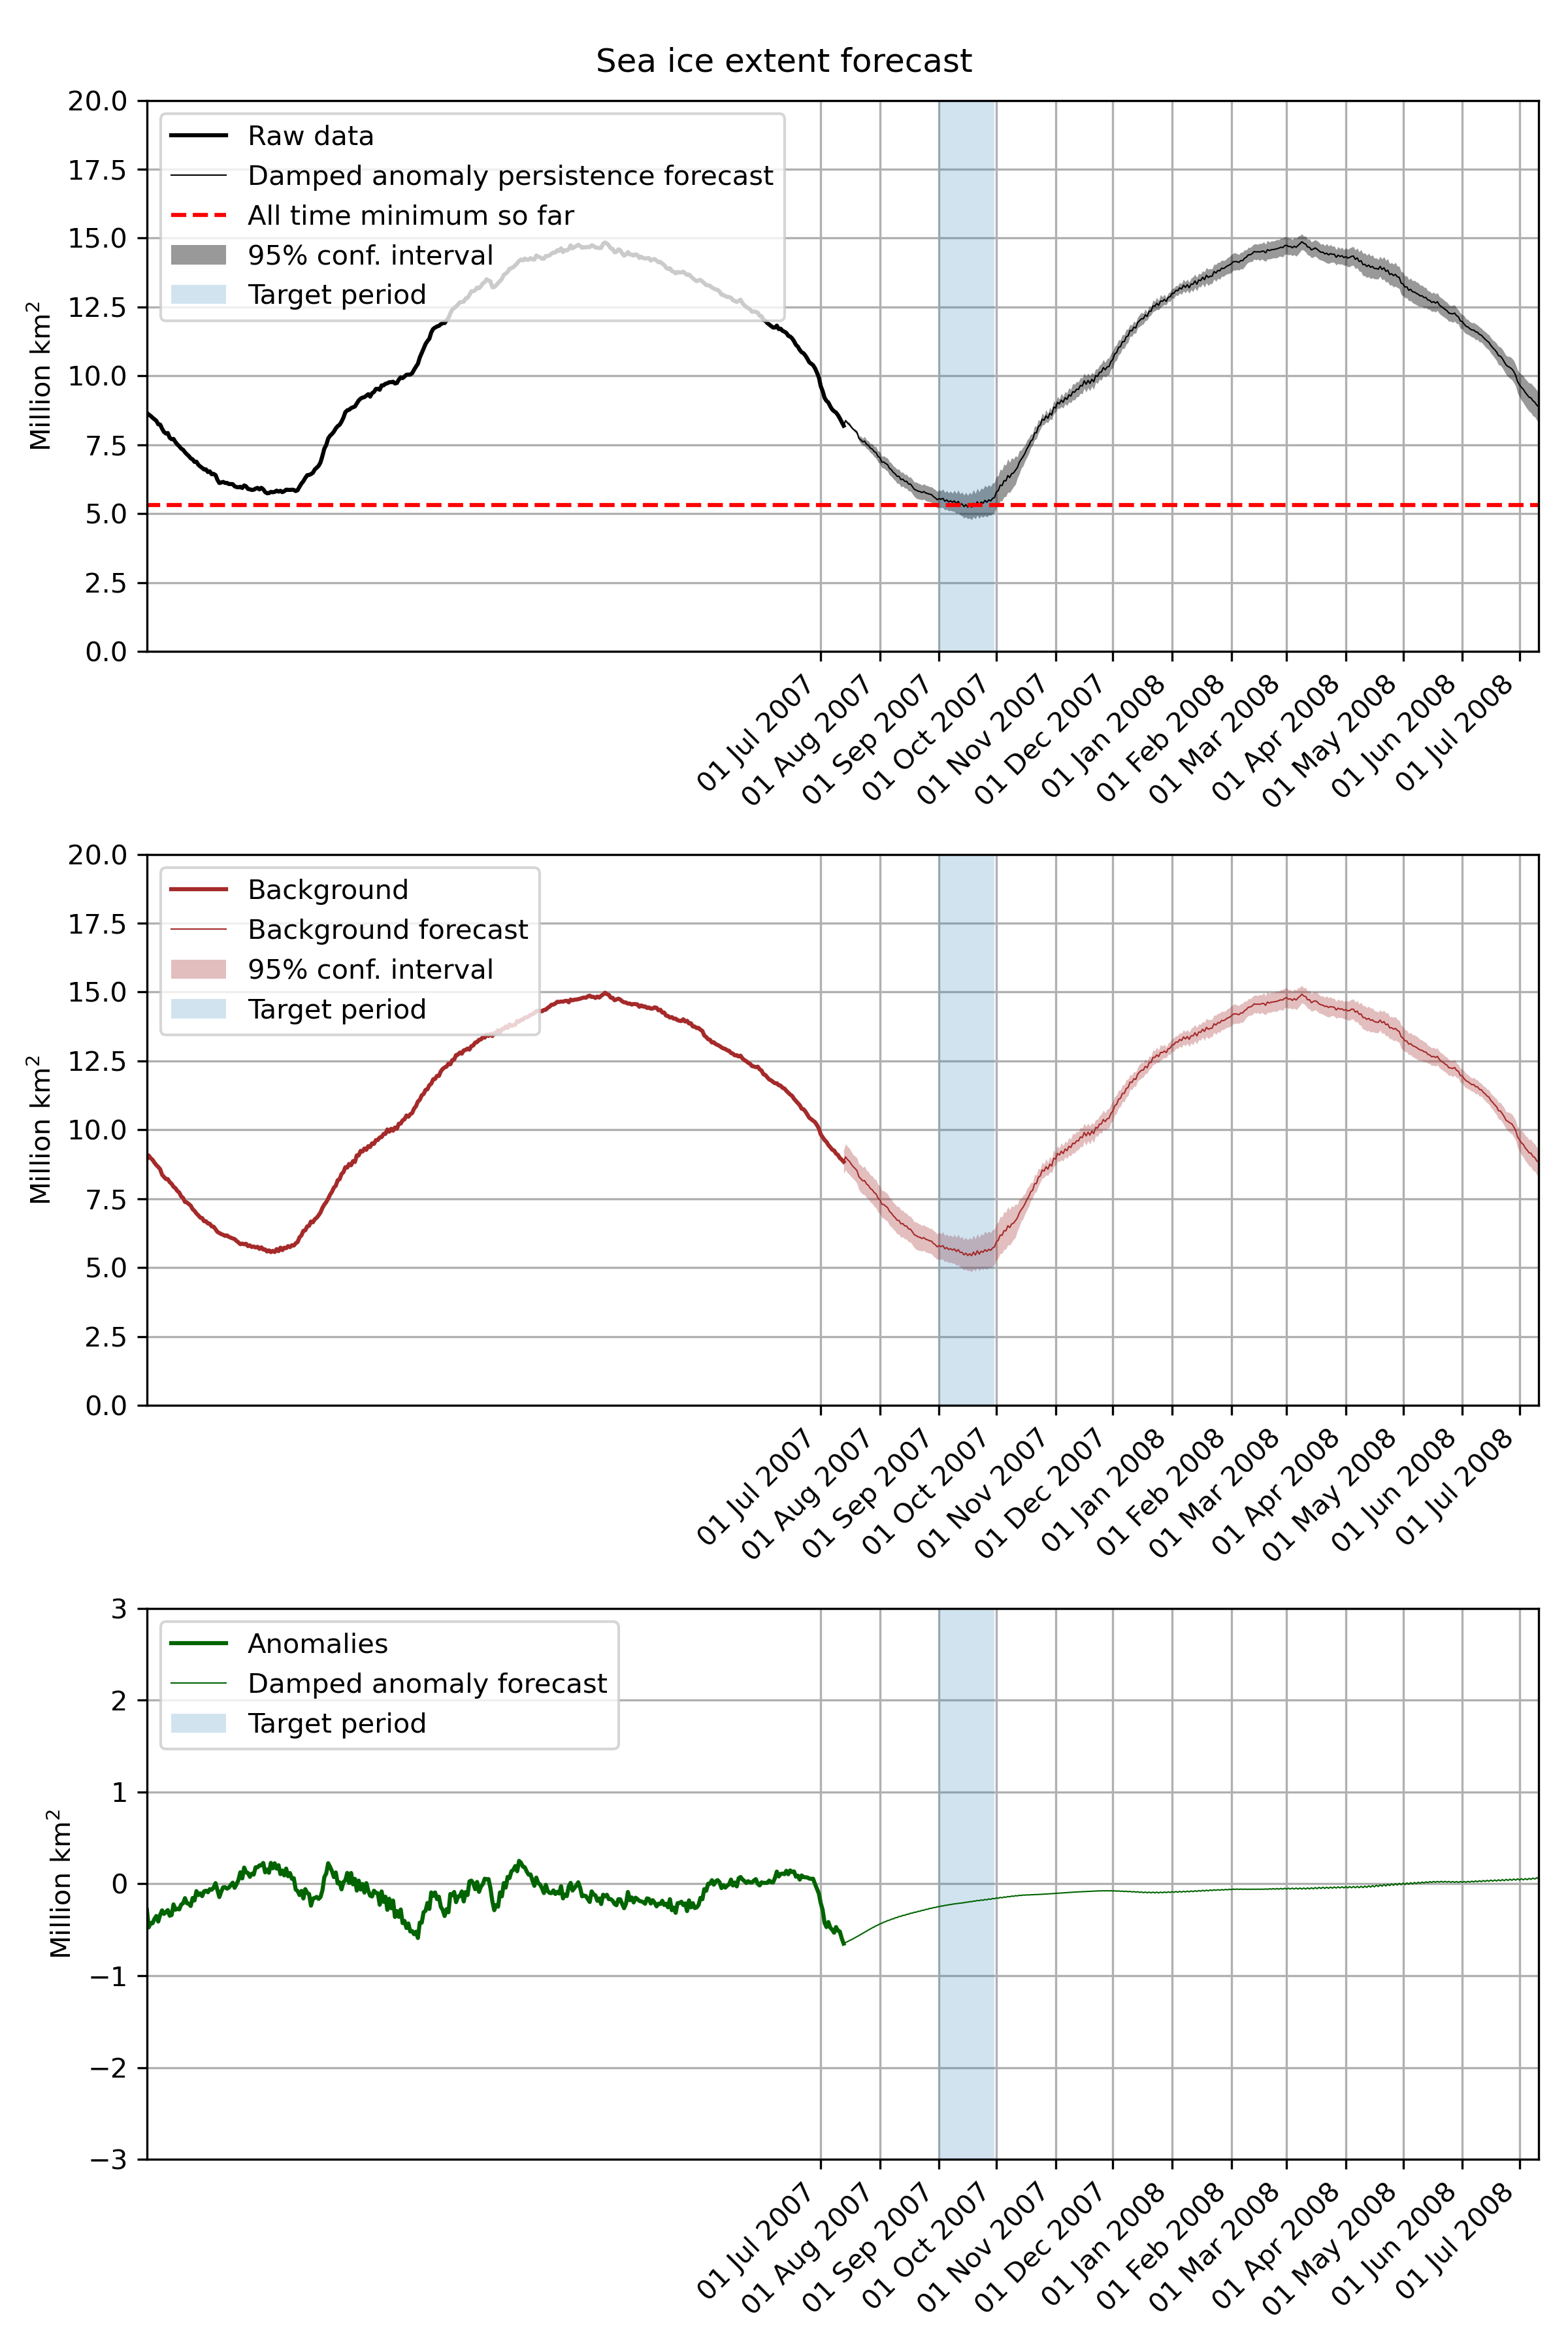 Sea ice extent forecast
20.0
17.5
15.0
12.5
10.0
7.5
5.0
2.5
0.0
Million km²
Raw data
Damped anomaly persistence forecast
All time minimum so far
95% conf. interval
Target period
01 Jul 2007
01 Aug 2007
01 Sep 2007
01 Oct 2007
01 Nov 2007
01 Dec 2007
01 Jan 2008
01 Feb 2008
01 Mar 2008
01 Apr 2008
01 May 2008
01 Jun 2008
01 Jul 2008
20.0
17.5
15.0
12.5
10.0
7.5
5.0
2.5
0.0
Million km²
Background
Background forecast
95% conf. interval
Target period
01 Jul 2007
01 Aug 2007
01 Sep 2007
01 Oct 2007
01 Nov 2007
01 Dec 2007
01 Jan 2008
01 Feb 2008
01 Mar 2008
01 Apr 2008
01 May 2008
01 Jun 2008
01 Jul 2008
3
2
1
0
−1
−2
−3
Million km²
Anomalies
Damped anomaly forecast
Target period
01 Jul 2007
01 Aug 2007
01 Sep 2007
01 Oct 2007
01 Nov 2007
01 Dec 2007
01 Jan 2008
01 Feb 2008
01 Mar 2008
01 Apr 2008
01 May 2008
01 Jun 2008
01 Jul 2008